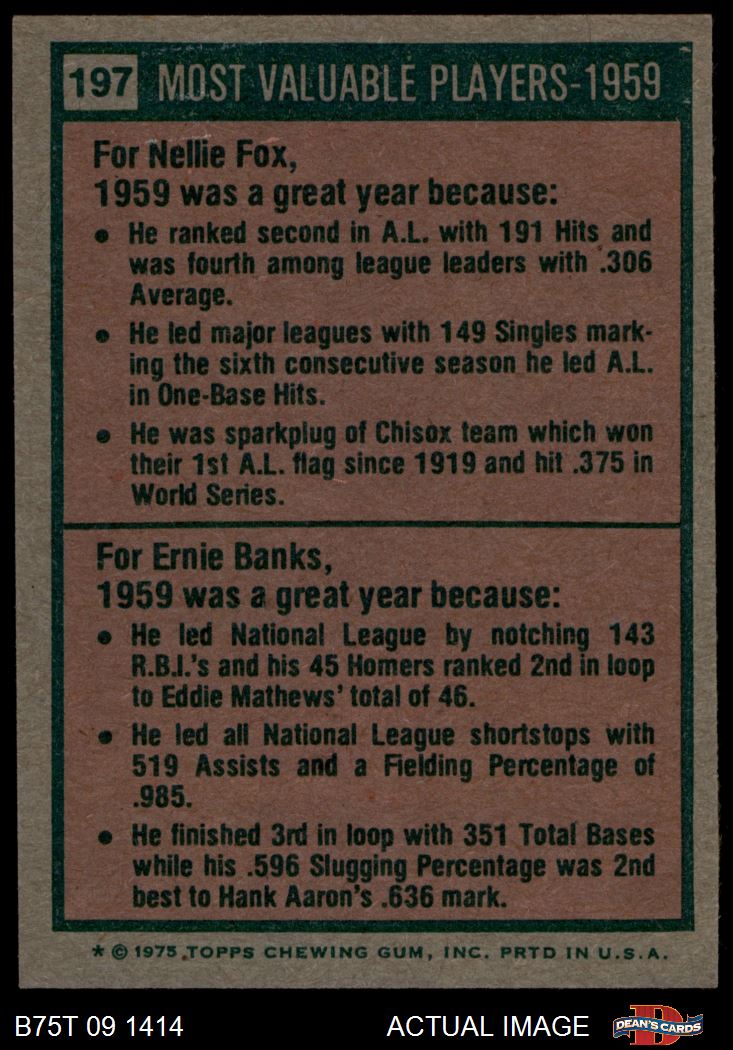 197 MOST VALUABLE PLAYERS-1959
For Nellie Fox,
1959 was a great year because:
• He ranked second in A.L. with 191 Hits and
was fourth among league leaders with .306
Average.
• He led major leagues with 149 Singles mark-
ing the sixth consecutive season he led A.L.
in One-Base Hits.
• He was sparkplug of Chisox team which won
their 1st A.L. flag since 1919 and hit .375 in
World Series.
For Ernie Banks,
1959 was a great year because:
• He led National League by notching 143
R.B.I.'s and his 45 Homers ranked 2nd in loop
to Eddie Mathews' total of 46.
• He led all National League shortstops with
519 Assists and a Fielding Percentage of
.985.
• He finished 3rd in loop with 351 Total Bases
while his .596 Slugging Percentage was 2nd
best to Hank Aaron's .636 mark.
* © 1975 TOPPS CHEWING GUM, INC. PRTD IN U.S.A.
B75T 09 1414 ACTUAL IMAGE D DEAN'S CARDS